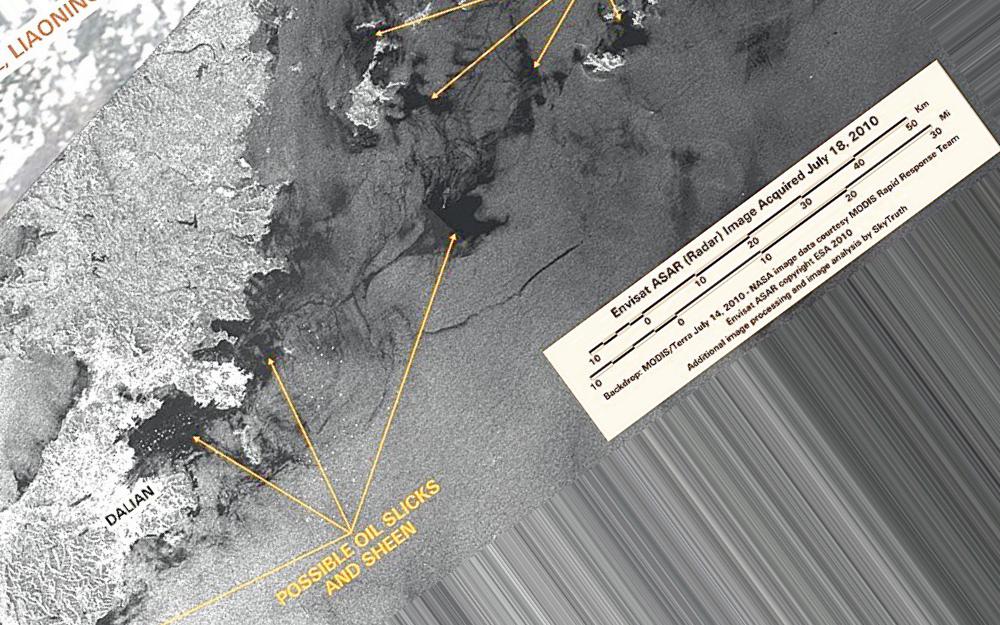 , LIAONING
Envisat ASAR (Radar) Image Acquired July 18, 2010
10 0 10 20 30 40 50 Km
10 0 10 20 30 Mi
Backdrop: MODIS/Terra July 14, 2010 - NASA image data courtesy MODIS Rapid Response Team
Envisat ASAR copyright ESA 2010
Additional image processing and image analysis by SkyTruth
DALIAN
POSSIBLE OIL SLICKS
AND SHEEN